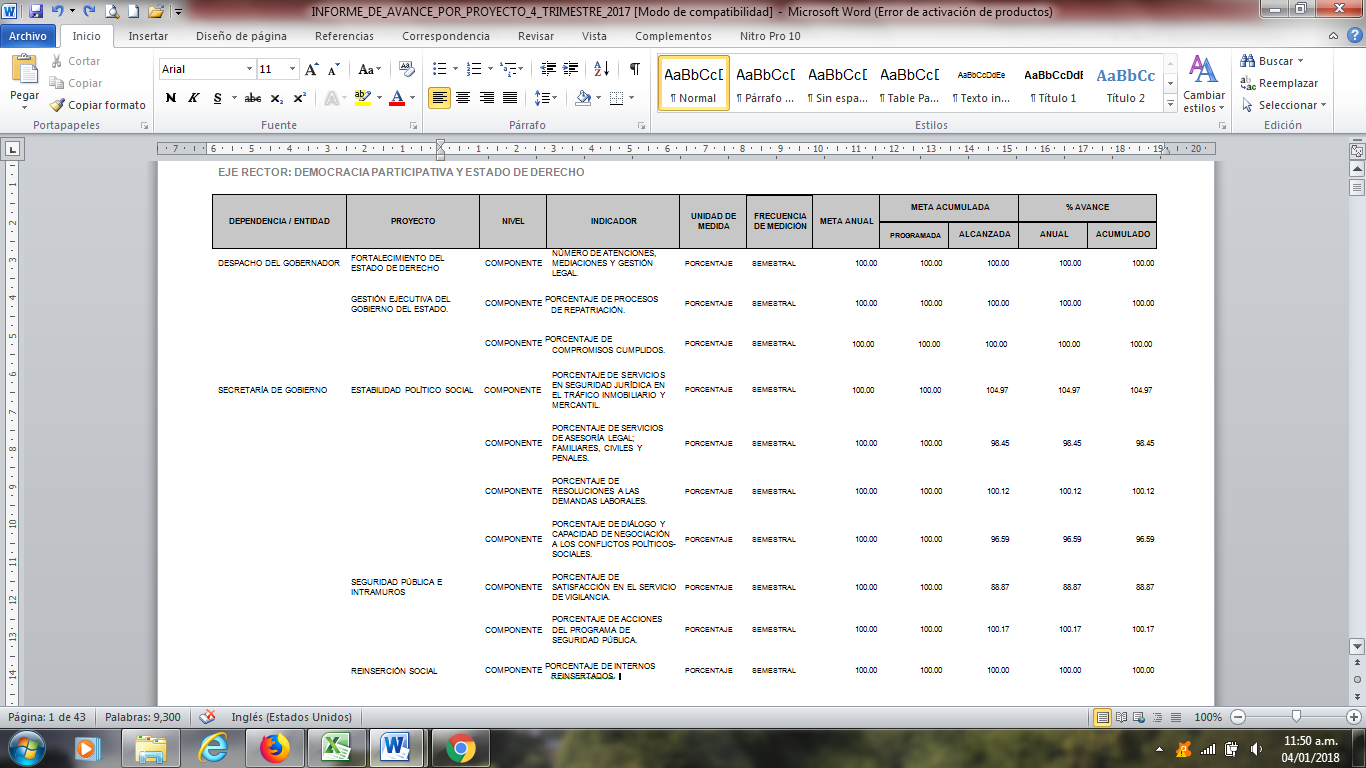 INFORME_DE_AVANCE_POR_PROYECTO_4_TRIMESTRE_2017 [Modo de compatibilidad] - Microsoft Word (Error de activación de productos)
Archivo Inicio Insertar Diseño de página Referencias Correspondencia Revisar Vista Complementos Nitro Pro 10
Pegar
Cortar
Copiar
Copiar formato
Portapapeles
Arial 11
Fuente
Párrafo
AaBbCcD AaBbCcD AaBbCcD AaBbCcD AaBbCcDdEe AaBbCcDdE AaBbCc
¶ Normal ¶ Párrafo ... ¶ Sin espa... ¶ Table Pa... ¶ Texto in... ¶ Título 1 Título 2
Cambiar estilos
Estilos
Buscar
Reemplazar
Seleccionar
Edición
EJE RECTOR: DEMOCRACIA PARTICIPATIVA Y ESTADO DE DERECHO
DEPENDENCIA / ENTIDAD PROYECTO NIVEL INDICADOR UNIDAD DE MEDIDA FRECUENCIA DE MEDICIÓN META ANUAL META ACUMULADA % AVANCE
PROGRAMADA ALCANZADA ANUAL ACUMULADO
DESPACHO DEL GOBERNADOR FORTALECIMIENTO DEL ESTADO DE DERECHO COMPONENTE NÚMERO DE ATENCIONES, MEDIACIONES Y GESTIÓN LEGAL. PORCENTAJE SEMESTRAL 100.00 100.00 100.00 100.00 100.00
GESTIÓN EJECUTIVA DEL GOBIERNO DEL ESTADO. COMPONENTE PORCENTAJE DE PROCESOS DE REPATRIACIÓN. PORCENTAJE SEMESTRAL 100.00 100.00 100.00 100.00 100.00
COMPONENTE PORCENTAJE DE COMPROMISOS CUMPLIDOS. PORCENTAJE SEMESTRAL 100.00 100.00 100.00 100.00 100.00
SECRETARÍA DE GOBIERNO ESTABILIDAD POLÍTICO SOCIAL COMPONENTE PORCENTAJE DE SERVICIOS EN SEGURIDAD JURÍDICA EN EL TRÁFICO INMOBILIARIO Y MERCANTIL. PORCENTAJE SEMESTRAL 100.00 100.00 104.97 104.97 104.97
COMPONENTE PORCENTAJE DE SERVICIOS DE ASESORÍA LEGAL; FAMILIARES, CIVILES Y PENALES. PORCENTAJE SEMESTRAL 100.00 100.00 98.45 98.45 98.45
COMPONENTE PORCENTAJE DE RESOLUCIONES A LAS DEMANDAS LABORALES. PORCENTAJE SEMESTRAL 100.00 100.00 100.12 100.12 100.12
COMPONENTE PORCENTAJE DE DIÁLOGO Y CAPACIDAD DE NEGOCIACIÓN A LOS CONFLICTOS POLÍTICOS-SOCIALES. PORCENTAJE SEMESTRAL 100.00 100.00 96.59 96.59 96.59
SEGURIDAD PÚBLICA E INTRAMUROS COMPONENTE PORCENTAJE DE SATISFACCIÓN EN EL SERVICIO DE VIGILANCIA. PORCENTAJE SEMESTRAL 100.00 100.00 88.87 88.87 88.87
COMPONENTE PORCENTAJE DE ACCIONES DEL PROGRAMA DE SEGURIDAD PÚBLICA. PORCENTAJE SEMESTRAL 100.00 100.00 100.17 100.17 100.17
REINSERCIÓN SOCIAL COMPONENTE PORCENTAJE DE INTERNOS REINSERTADOS. PORCENTAJE SEMESTRAL 100.00 100.00 100.00 100.00 100.00
Página: 1 de 43 Palabras: 9,300 Inglés (Estados Unidos) 100%
11:50 a.m.
04/01/2018